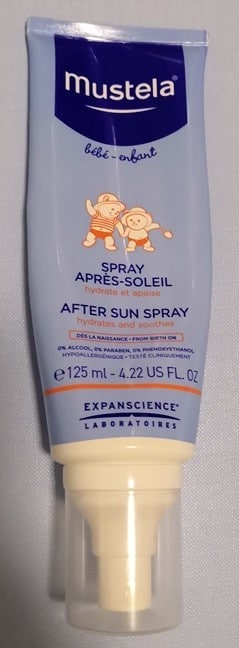 Mustela®
bébé - enfant
SPRAY
APRÈS-SOLEIL
hydrate et apaise
AFTER SUN SPRAY
hydrates and soothes
DÈS LA NAISSANCE - FROM BIRTH ON
0% ALCOOL, 0% PARABEN, 0% PHENOXYETHANOL
HYPOALLERGÉNIQUE • TESTÉ CLINIQUEMENT
℮ 125 ml - 4.22 US FL. OZ
EXPANSCIENCE®
LABORATOIRES